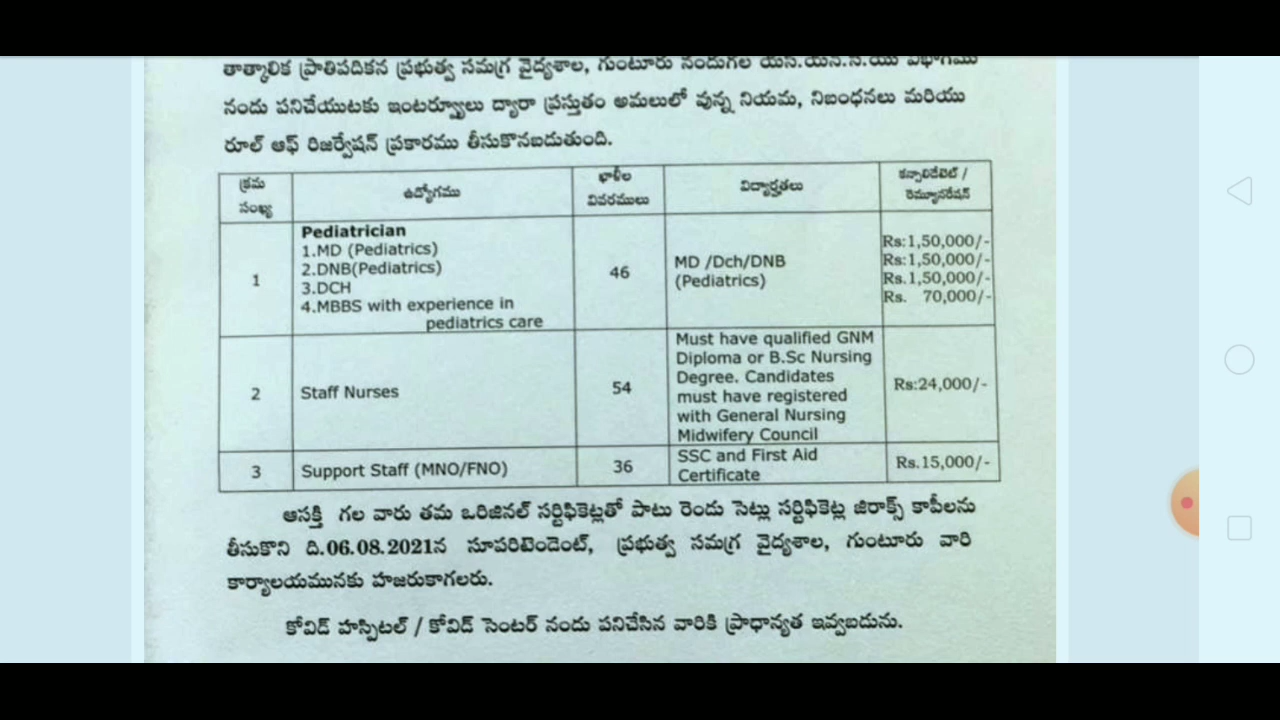 తాత్కాలిక ప్రాతిపదికన ప్రభుత్వ సమగ్ర వైద్యశాల, గుంటూరు నందుగల యస్.యన్.సి.యు విభాగము
నందు పనిచేయుటకు ఇంటర్వ్యూలు ద్వారా ప్రస్తుతం అమలులో వున్న నియమ, నిబంధనలు మరియు
రూల్ ఆఫ్ రిజర్వేషన్ ప్రకారము తీసుకొనబడుతుంది.
క్రమ సంఖ్య
ఉద్యోగము
ఖాళీల వివరములు
విద్యార్హతలు
కన్సాలిడేటెడ్ / రెమ్యూనరేషన్
1
Pediatrician
1.MD (Pediatrics)
2.DNB(Pediatrics)
3.DCH
4.MBBS with experience in
pediatrics care
46
MD /Dch/DNB
(Pediatrics)
Rs:1,50,000/-
Rs:1,50,000/-
Rs.1,50,000/-
Rs. 70,000/-
2
Staff Nurses
54
Must have qualified GNM
Diploma or B.Sc Nursing
Degree. Candidates
must have registered
with General Nursing
Midwifery Council
Rs:24,000/-
3
Support Staff (MNO/FNO)
36
SSC and First Aid
Certificate
Rs.15,000/-
ఆసక్తి గల వారు తమ ఒరిజినల్ సర్టిఫికెట్లతో పాటు రెండు సెట్లు సర్టిఫికెట్ల జిరాక్స్ కాపీలను
తీసుకొని ది.06.08.2021న సూపరిటెండెంట్, ప్రభుత్వ సమగ్ర వైద్యశాల, గుంటూరు వారి
కార్యాలయమునకు హజరుకాగలరు.
కోవిడ్ హస్పిటల్ / కోవిడ్ సెంటర్ నందు పనిచేసిన వారికి ప్రాధాన్యత ఇవ్వబడును.